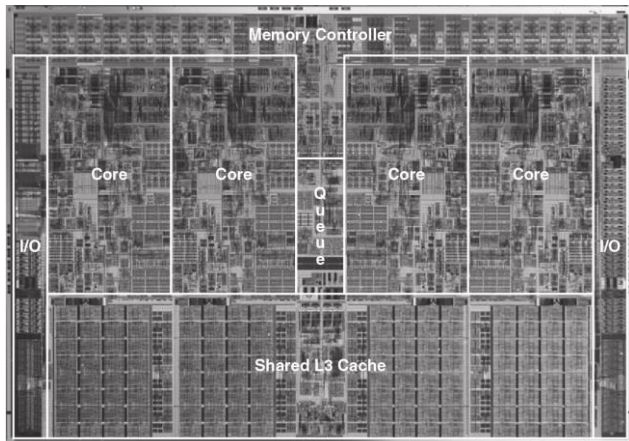 Memory Controller
Core
Core
Queue
Core
Core
I/O
I/O
Shared L3 Cache